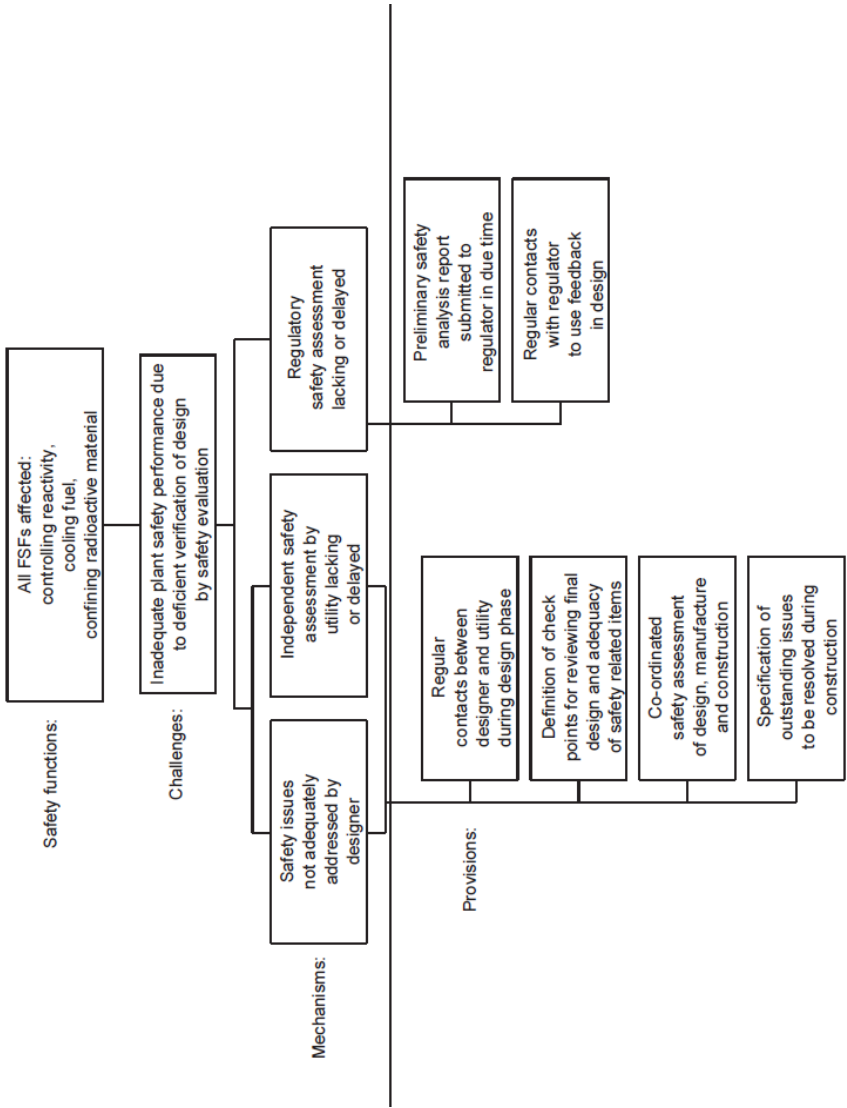 Safety functions:
All FSFs affected:
controlling reactivity,
cooling fuel,
confining radioactive material
Challenges:
Inadequate plant safety performance due
to deficient verification of design
by safety evaluation
Mechanisms:
Safety issues
not adequately
addressed by
designer
Independent safety
assessment by
utility lacking
or delayed
Regulatory
safety assessment
lacking or delayed
Provisions:
Regular
contacts between
designer and utility
during design phase
Definition of check
points for reviewing final
design and adequacy
of safety related items
Co-ordinated
safety assessment
of design, manufacture
and construction
Specification of
outstanding issues
to be resolved during
construction
Preliminary safety
analysis report
submitted to
regulator in due time
Regular contacts
with regulator
to use feedback
in design